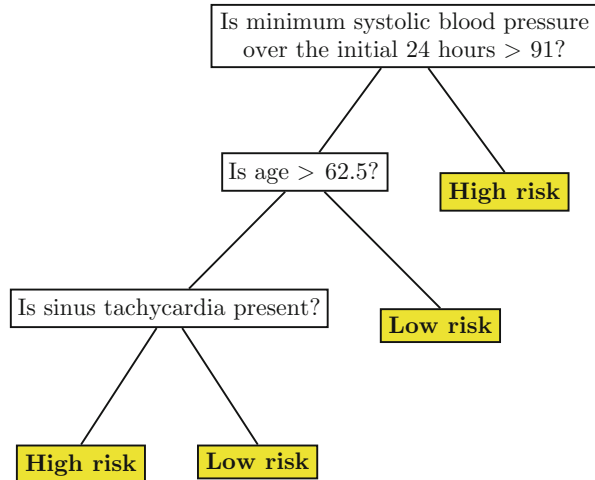 Is minimum systolic blood pressure
over the initial 24 hours > 91?
Is age > 62.5?
High risk
Is sinus tachycardia present?
Low risk
High risk
Low risk